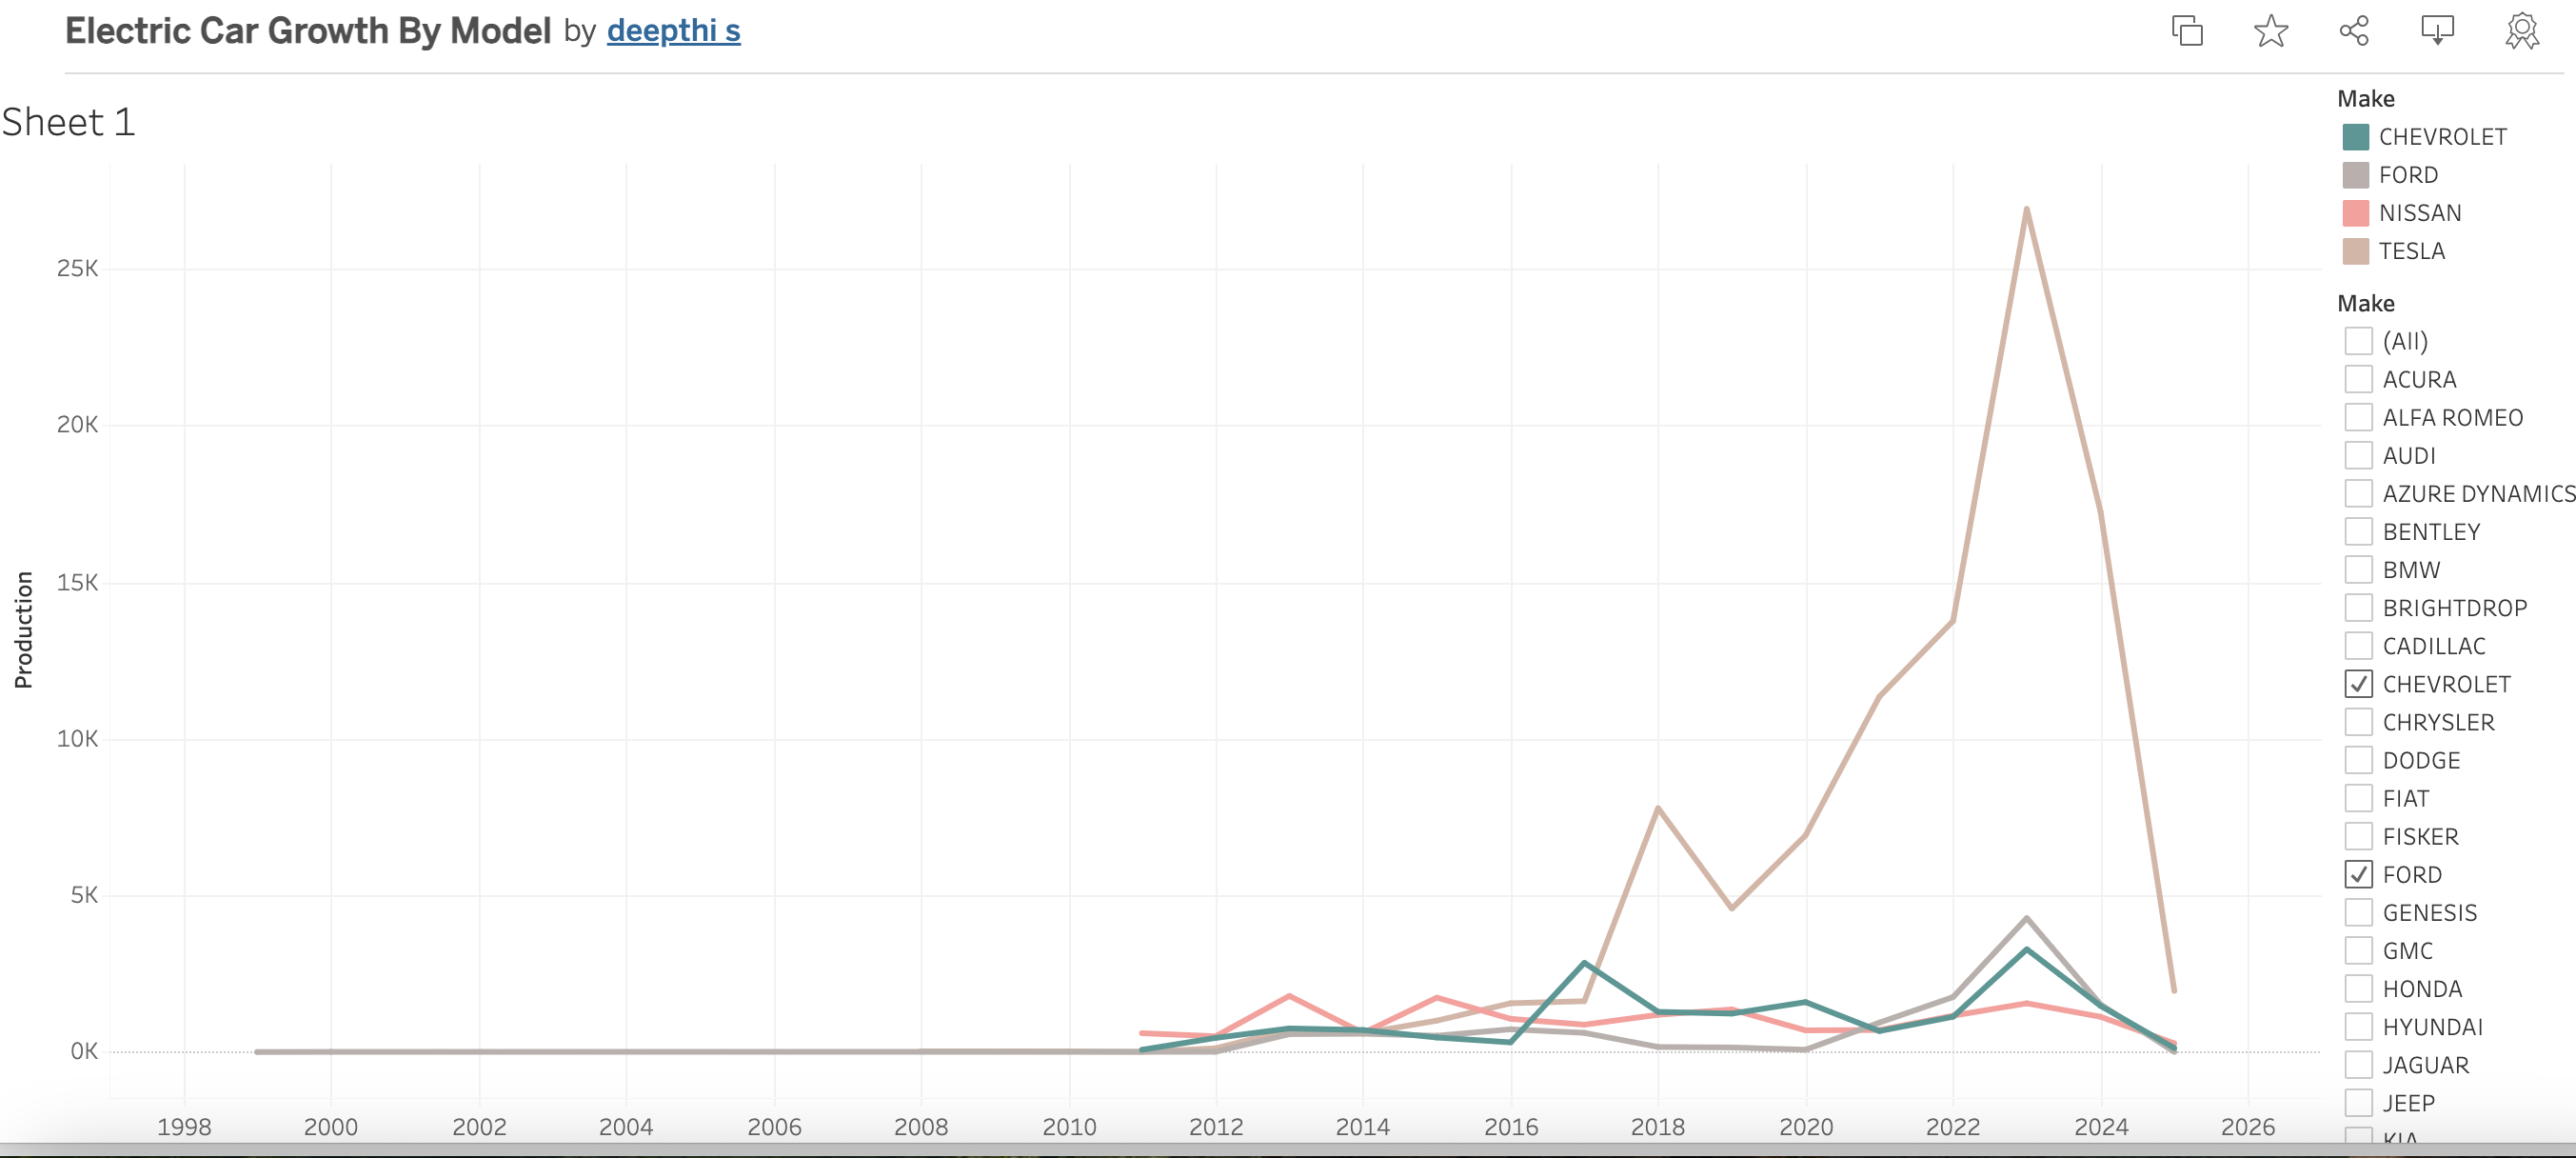 Electric Car Growth By Model by deepthi s
Sheet 1
Production
25K
20K
15K
10K
5K
0K
1998 2000 2002 2004 2006 2008 2010 2012 2014 2016 2018 2020 2022 2024 2026
Make
CHEVROLET
FORD
NISSAN
TESLA
Make
(All)
ACURA
ALFA ROMEO
AUDI
AZURE DYNAMICS
BENTLEY
BMW
BRIGHTDROP
CADILLAC
CHEVROLET
CHRYSLER
DODGE
FIAT
FISKER
FORD
GENESIS
GMC
HONDA
HYUNDAI
JAGUAR
JEEP
KIA